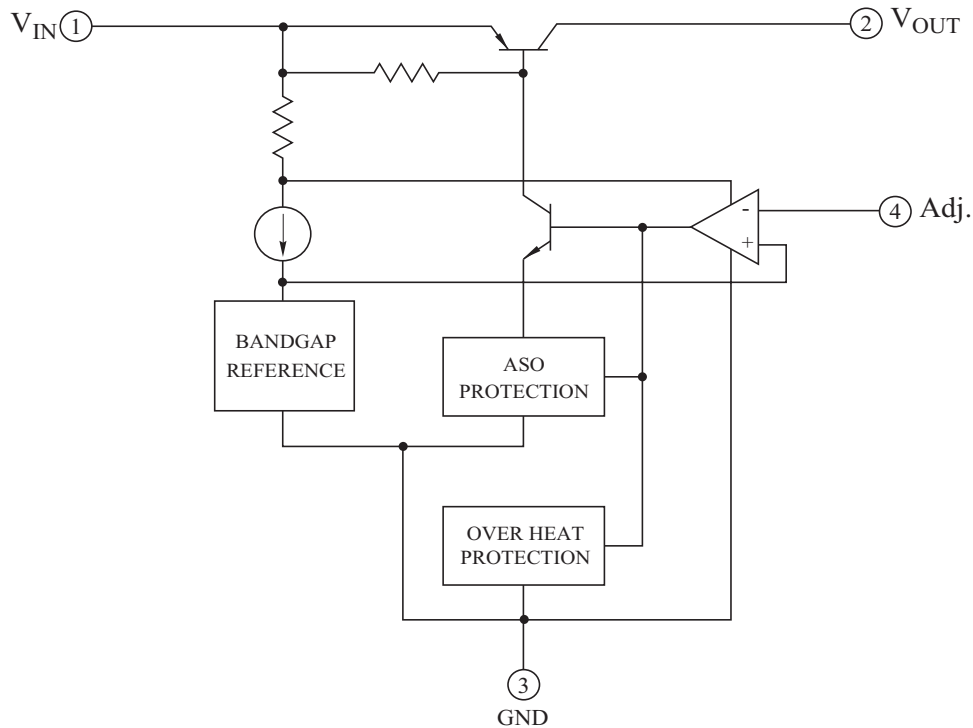 VIN 1
2 VOUT
-
4 Adj.
+
BANDGAP
REFERENCE
ASO
PROTECTION
OVER HEAT
PROTECTION
3
GND